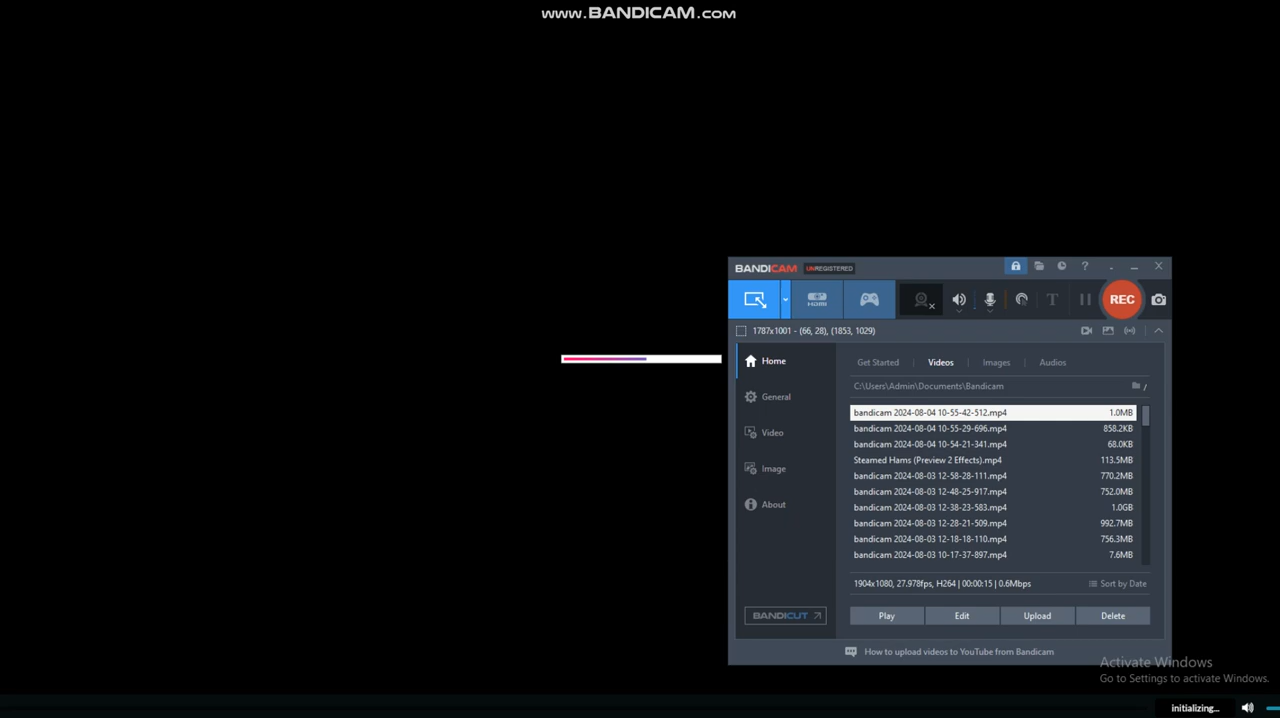 www.BANDICAM.com
BANDICAM UNREGISTERED
HDMI
REC
1787x1001 - (66, 28), (1853, 1029)
Home
General
Video
Image
About
BANDICUT
Get Started Videos Images Audios
C:\Users\Admin\Documents\Bandicam
bandicam 2024-08-04 10-55-42-512.mp4 1.0MB
bandicam 2024-08-04 10-55-29-696.mp4 858.2KB
bandicam 2024-08-04 10-54-21-341.mp4 68.0KB
Steamed Hams (Preview 2 Effects).mp4 113.5MB
bandicam 2024-08-03 12-58-28-111.mp4 770.2MB
bandicam 2024-08-03 12-48-25-917.mp4 752.0MB
bandicam 2024-08-03 12-38-23-583.mp4 1.0GB
bandicam 2024-08-03 12-28-21-509.mp4 992.7MB
bandicam 2024-08-03 12-18-18-110.mp4 756.3MB
bandicam 2024-08-03 10-17-37-897.mp4 7.6MB
1904x1080, 27.978fps, H264 | 00:00:15 | 0.6Mbps Sort by Date
Play Edit Upload Delete
How to upload videos to YouTube from Bandicam
Activate Windows
Go to Settings to activate Windows.
initializing...